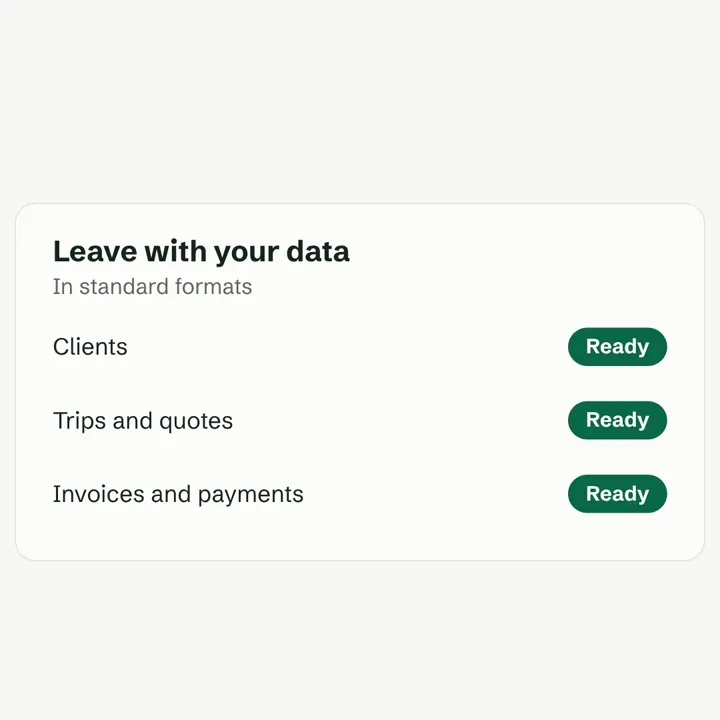 Leave with your data
In standard formats
Clients
Ready
Trips and quotes
Ready
Invoices and payments
Ready